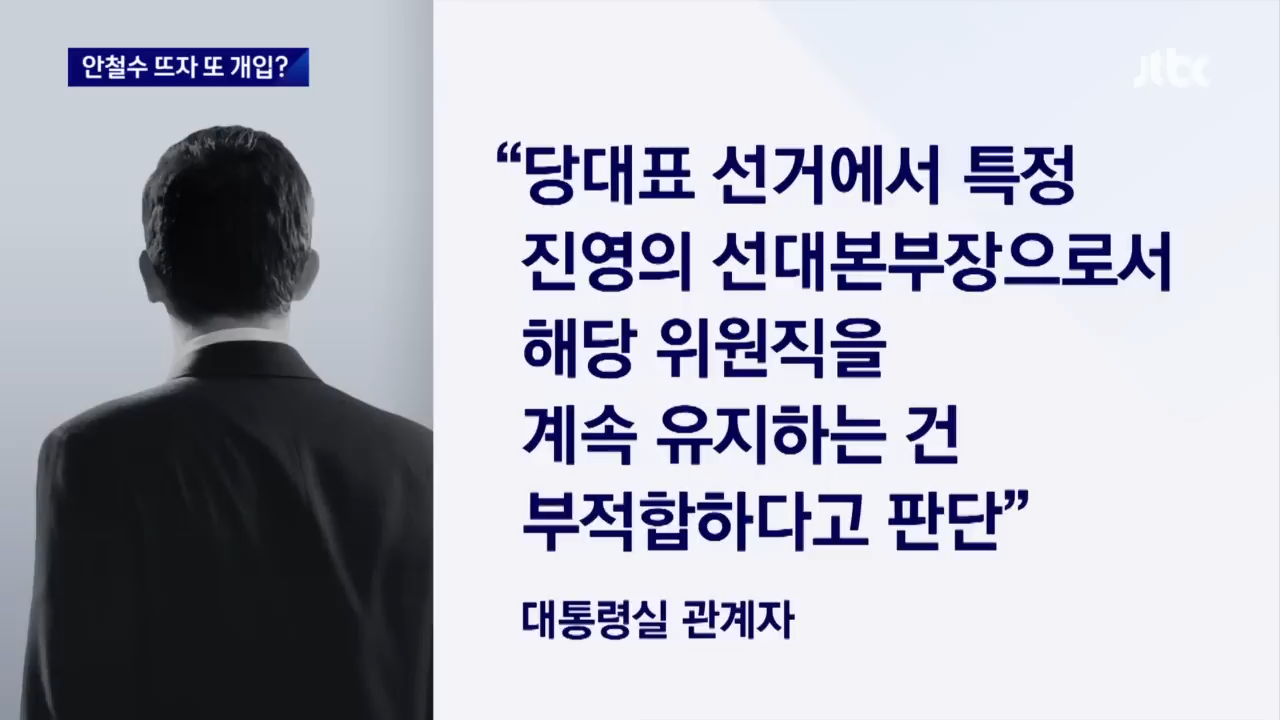 안철수 뜨자 또 개입?
jtbc
“당대표 선거에서 특정
진영의 선대본부장으로서
해당 위원직을
계속 유지하는 건
부적합하다고 판단”
대통령실 관계자